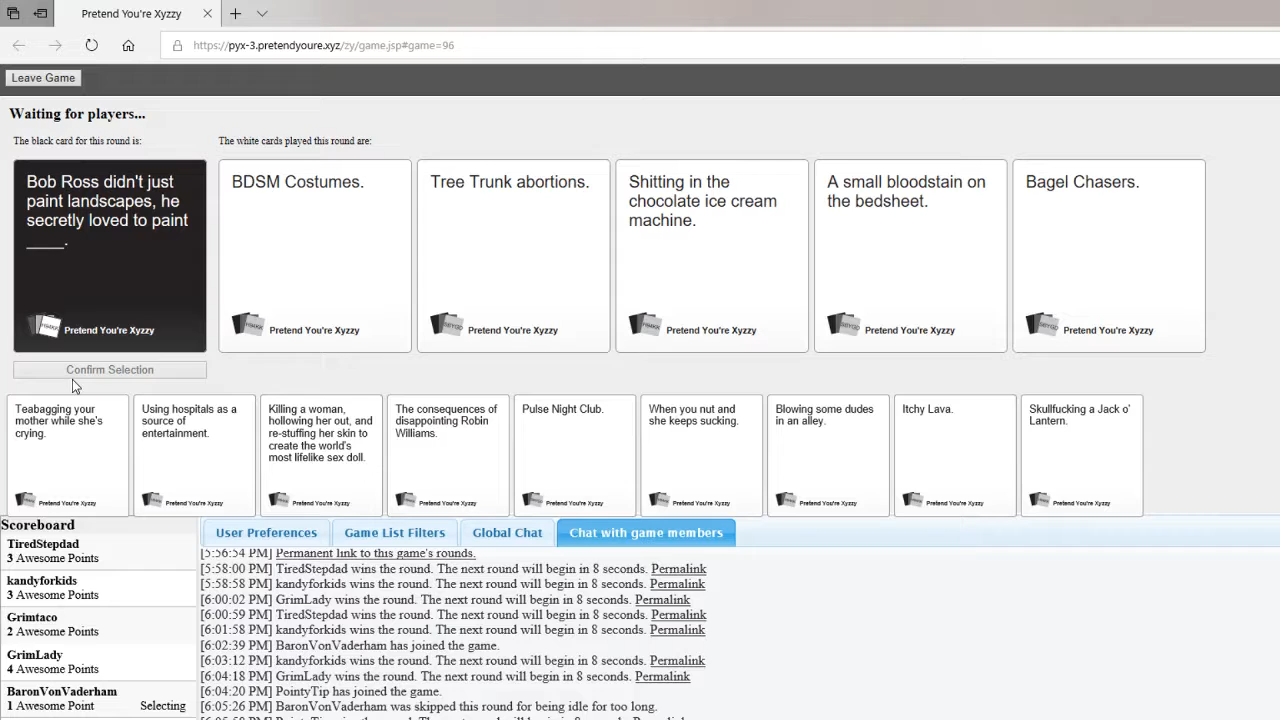 Pretend You're Xyzzy
https://pyx-3.pretendyoure.xyz/zy/game.jsp#game=96
Leave Game
Waiting for players...
The black card for this round is:
The white cards played this round are:
Bob Ross didn't just
paint landscapes, he
secretly loved to paint
____.
Pretend You're Xyzzy
BDSM Costumes.
Pretend You're Xyzzy
Tree Trunk abortions.
Pretend You're Xyzzy
Shitting in the
chocolate ice cream
machine.
Pretend You're Xyzzy
A small bloodstain on
the bedsheet.
Pretend You're Xyzzy
Bagel Chasers.
Pretend You're Xyzzy
Confirm Selection
Teabagging your
mother while she's
crying.
Pretend You're Xyzzy
Using hospitals as a
source of
entertainment.
Pretend You're Xyzzy
Killing a woman,
hollowing her out, and
re-stuffing her skin to
create the world's
most lifelike sex doll.
Pretend You're Xyzzy
The consequences of
disappointing Robin
Williams.
Pretend You're Xyzzy
Pulse Night Club.
Pretend You're Xyzzy
When you nut and
she keeps sucking.
Pretend You're Xyzzy
Blowing some dudes
in an alley.
Pretend You're Xyzzy
Itchy Lava.
Pretend You're Xyzzy
Skullfucking a Jack o'
Lantern.
Pretend You're Xyzzy
Scoreboard
TiredStepdad
3 Awesome Points
kandyforkids
3 Awesome Points
Grimtaco
2 Awesome Points
GrimLady
4 Awesome Points
BaronVonVaderham
1 Awesome Point Selecting
User Preferences
Game List Filters
Global Chat
Chat with game members
[5:56:54 PM] Permanent link to this game's rounds.
[5:58:00 PM] TiredStepdad wins the round. The next round will begin in 8 seconds. Permalink
[5:58:58 PM] kandyforkids wins the round. The next round will begin in 8 seconds. Permalink
[6:00:02 PM] GrimLady wins the round. The next round will begin in 8 seconds. Permalink
[6:00:59 PM] TiredStepdad wins the round. The next round will begin in 8 seconds. Permalink
[6:01:58 PM] kandyforkids wins the round. The next round will begin in 8 seconds. Permalink
[6:02:39 PM] BaronVonVaderham has joined the game.
[6:03:12 PM] kandyforkids wins the round. The next round will begin in 8 seconds. Permalink
[6:04:18 PM] GrimLady wins the round. The next round will begin in 8 seconds. Permalink
[6:04:20 PM] PointyTip has joined the game.
[6:05:26 PM] BaronVonVaderham was skipped this round for being idle for too long.